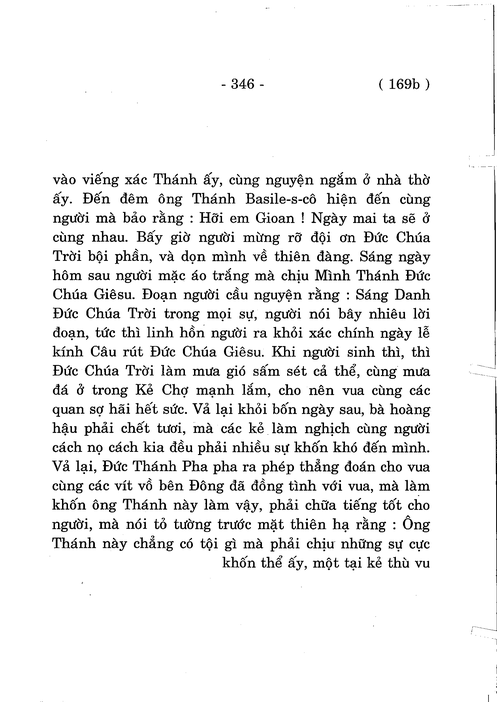 - 346 - ( 169b )
vào viếng xác Thánh ấy, cùng nguyện ngắm ở nhà thờ
ấy. Đến đêm ông Thánh Basile-s-cô hiện đến cùng
người mà bảo rằng : Hỡi em Gioan ! Ngày mai ta sẽ ở
cùng nhau. Bấy giờ người mừng rỡ đội ơn Đức Chúa
Trời bội phần, và dọn mình về thiên đàng. Sáng ngày
hôm sau người mặc áo trắng mà chịu Mình Thánh Đức
Chúa Giêsu. Đoạn người cầu nguyện rằng : Sáng Danh
Đức Chúa Trời trong mọi sự, người nói bây nhiêu lời
đoạn, tức thì linh hồn người ra khỏi xác chính ngày lễ
kính Câu rút Đức Chúa Giêsu. Khi người sinh thì, thì
Đức Chúa Trời làm mưa gió sấm sét cả thể, cùng mưa
đá ở trong Kẻ Chợ mạnh lắm, cho nên vua cùng các
quan sợ hãi hết sức. Vả lại khỏi bốn ngày sau, bà hoàng
hậu phải chết tươi, mà các kẻ làm nghịch cùng người
cách nọ cách kia đều phải nhiều sự khốn khó đến mình.
Vả lại, Đức Thánh Pha pha ra phép thẳng đoán cho vua
cùng các vít vồ bên Đông đã đồng tình với vua, mà làm
khốn ông Thánh này làm vậy, phải chữa tiếng tốt cho
người, mà nói tỏ tường trước mặt thiên hạ rằng : Ông
Thánh này chẳng có tội gì mà phải chịu những sự cực
khốn thể ấy, một tại kẻ thù vu